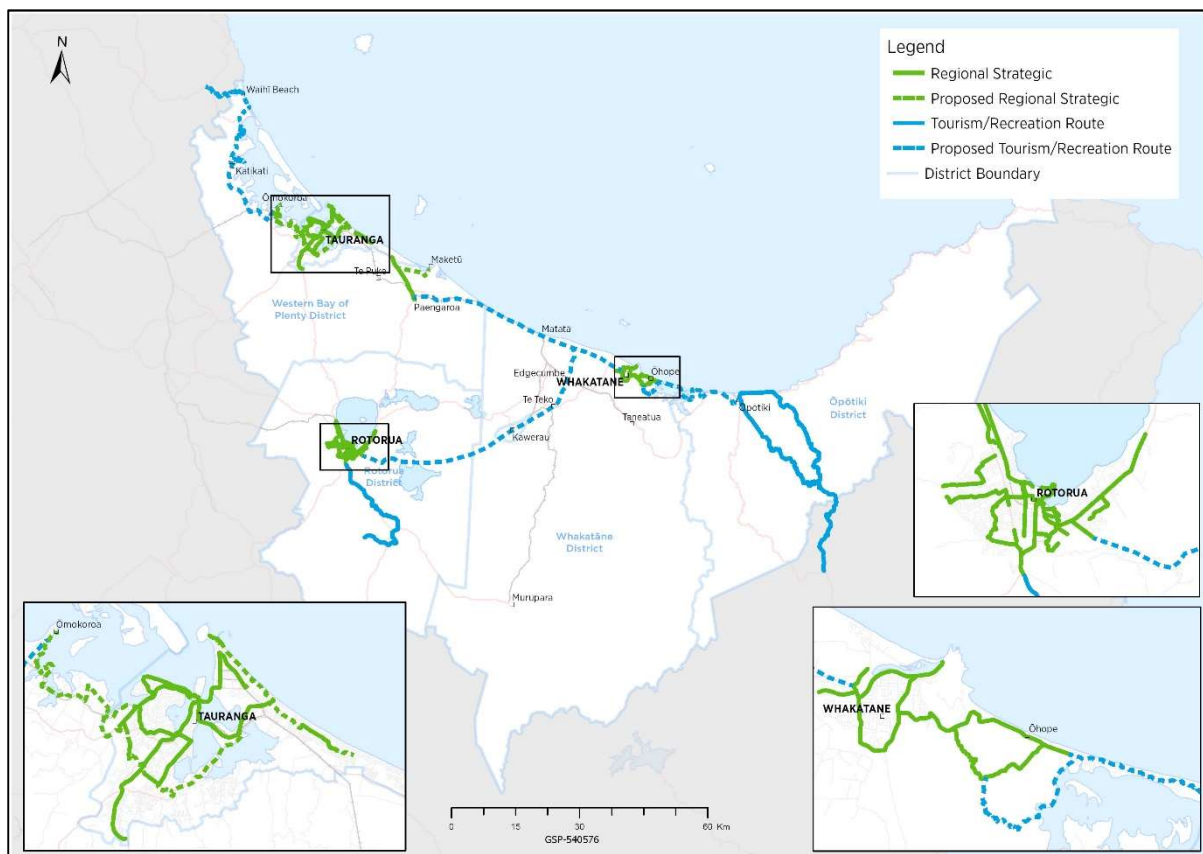 N
Legend
Regional Strategic
Proposed Regional Strategic
Tourism/Recreation Route
Proposed Tourism/Recreation Route
District Boundary
Waihī Beach
Katikati
Ōmokoroa
TAURANGA
Te Puke
Maketū
Western Bay of
Plenty District
Paengaroa
Matatā
Edgecumbe
WHAKATANE
Ōhope
Te Teko
Taneatua
Ōpōtiki
Ōpōtiki
District
Kawerau
ROTORUA
Rotorua
District
Whakatāne
District
Murupara
ROTORUA
Ōmokoroa
TAURANGA
WHAKATANE
Ōhope
0 15 30 60 Km
GSP-540576